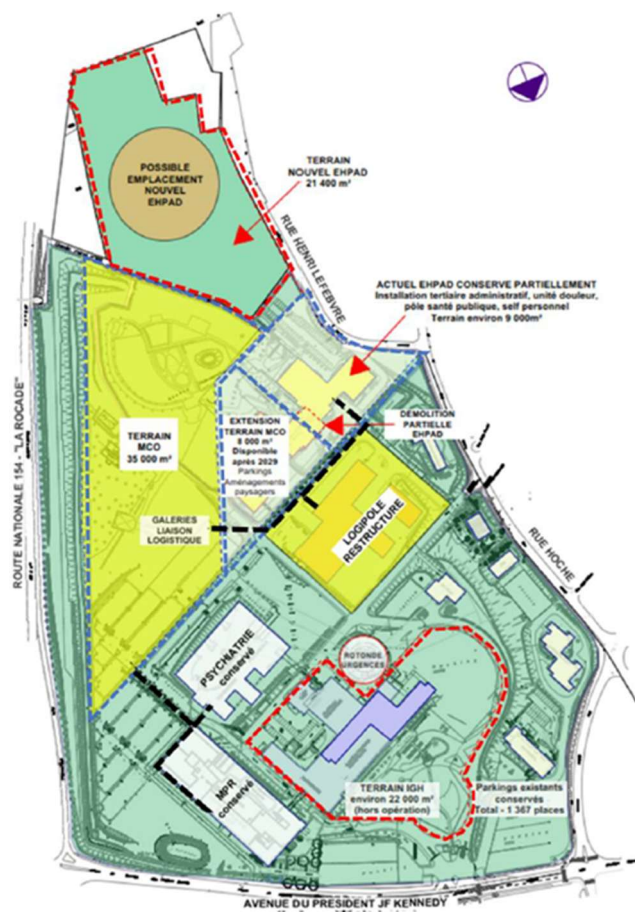 POSSIBLE
EMPLACEMENT
NOUVEL
EHPAD
TERRAIN
NOUVEL EHPAD
21 400 m²
RUE HENRI LEFEBVRE
ACTUEL EHPAD CONSERVE PARTIELLEMENT
Installation tertiaire administratif, unité douleur,
pôle santé publique, self personnel
Terrain environ 9 000m²
ROUTE NATIONALE 154 - "LA ROCADE"
TERRAIN
MCO
35 000 m²
EXTENSION
TERRAIN MCO
8 000 m²
Disponible
après 2029
Parkings
Aménagements
paysagers
DEMOLITION
PARTIELLE
EHPAD
GALERIES
LIAISON
LOGISTIQUE
LOGIPOLE
RESTRUCTURE
RUE HOCHE
PSYCHIATRIE
conservé
ROTONDE
URGENCES
MPR
conservé
TERRAIN IGH
environ 22 000 m²
(hors opération)
Parkings existants
conservés
Total - 1 367 places
AVENUE DU PRESIDENT JF KENNEDY